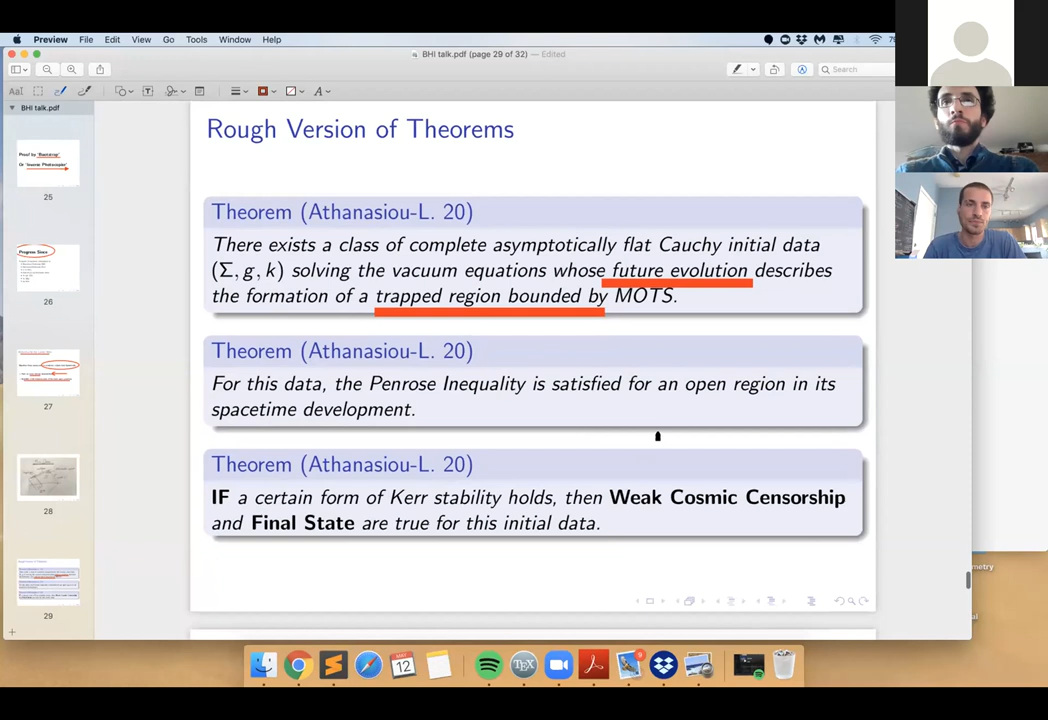 Preview File Edit View Go Tools Window Help
BHI talk.pdf (page 29 of 32) — Edited
Search
BHI talk.pdf
25
26
27
28
29
Rough Version of Theorems
Theorem (Athanasiou-L. 20)
There exists a class of complete asymptotically flat Cauchy initial data
(Σ, g, k) solving the vacuum equations whose future evolution describes
the formation of a trapped region bounded by MOTS.
Theorem (Athanasiou-L. 20)
For this data, the Penrose Inequality is satisfied for an open region in its
spacetime development.
Theorem (Athanasiou-L. 20)
IF a certain form of Kerr stability holds, then Weak Cosmic Censorship
and Final State are true for this initial data.
metry
al
MAY
12
TEX